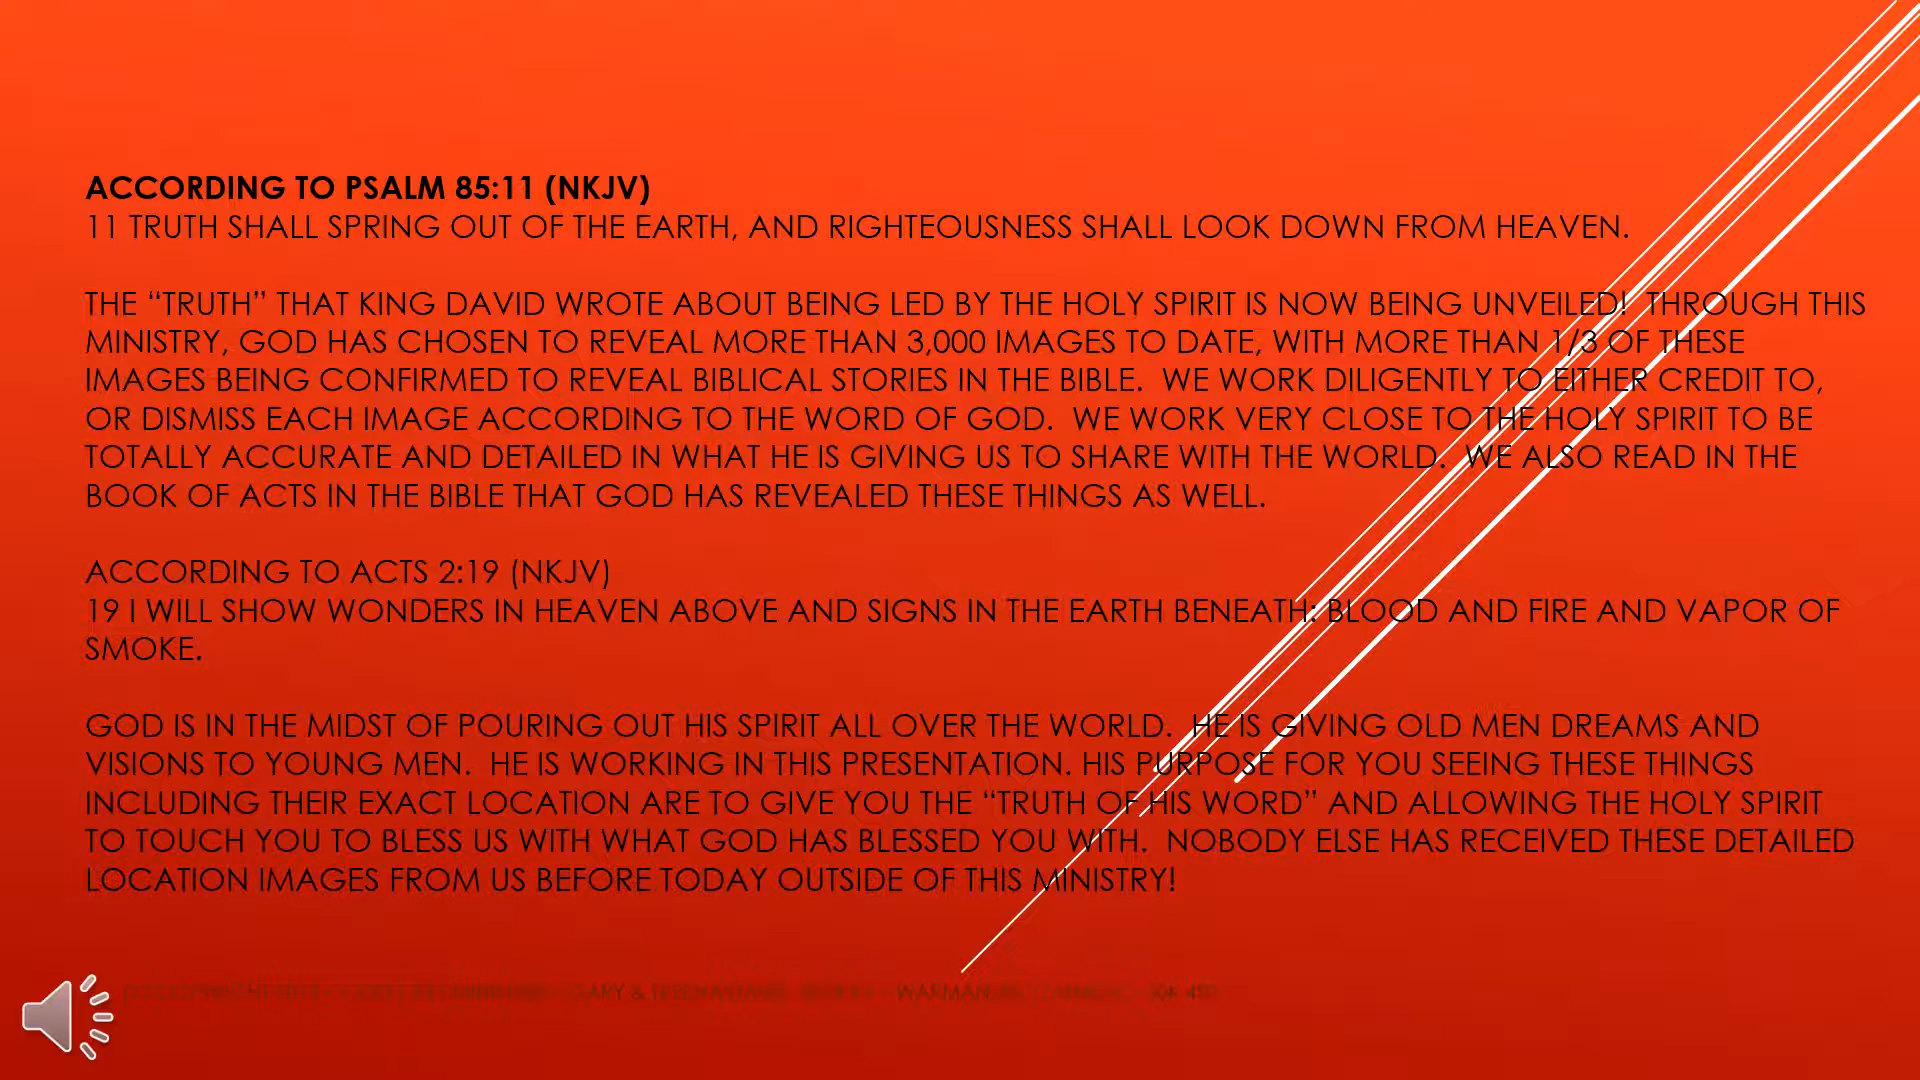 ACCORDING TO PSALM 85:11 (NKJV)
11 TRUTH SHALL SPRING OUT OF THE EARTH, AND RIGHTEOUSNESS SHALL LOOK DOWN FROM HEAVEN.
THE “TRUTH” THAT KING DAVID WROTE ABOUT BEING LED BY THE HOLY SPIRIT IS NOW BEING UNVEILED!  THROUGH THIS
MINISTRY, GOD HAS CHOSEN TO REVEAL MORE THAN 3,000 IMAGES TO DATE, WITH MORE THAN 1/3 OF THESE
IMAGES BEING CONFIRMED TO REVEAL BIBLICAL STORIES IN THE BIBLE.  WE WORK DILIGENTLY TO EITHER CREDIT TO,
OR DISMISS EACH IMAGE ACCORDING TO THE WORD OF GOD.  WE WORK VERY CLOSE TO THE HOLY SPIRIT TO BE
TOTALLY ACCURATE AND DETAILED IN WHAT HE IS GIVING US TO SHARE WITH THE WORLD.  WE ALSO READ IN THE
BOOK OF ACTS IN THE BIBLE THAT GOD HAS REVEALED THESE THINGS AS WELL.
ACCORDING TO ACTS 2:19 (NKJV)
19 I WILL SHOW WONDERS IN HEAVEN ABOVE AND SIGNS IN THE EARTH BENEATH: BLOOD AND FIRE AND VAPOR OF
SMOKE.
GOD IS IN THE MIDST OF POURING OUT HIS SPIRIT ALL OVER THE WORLD.  HE IS GIVING OLD MEN DREAMS AND
VISIONS TO YOUNG MEN.  HE IS WORKING IN THIS PRESENTATION. HIS PURPOSE FOR YOU SEEING THESE THINGS
INCLUDING THEIR EXACT LOCATION ARE TO GIVE YOU THE “TRUTH OF HIS WORD” AND ALLOWING THE HOLY SPIRIT
TO TOUCH YOU TO BLESS US WITH WHAT GOD HAS BLESSED YOU WITH.  NOBODY ELSE HAS RECEIVED THESE DETAILED
LOCATION IMAGES FROM US BEFORE TODAY OUTSIDE OF THIS MINISTRY!
GARY & WARMAN